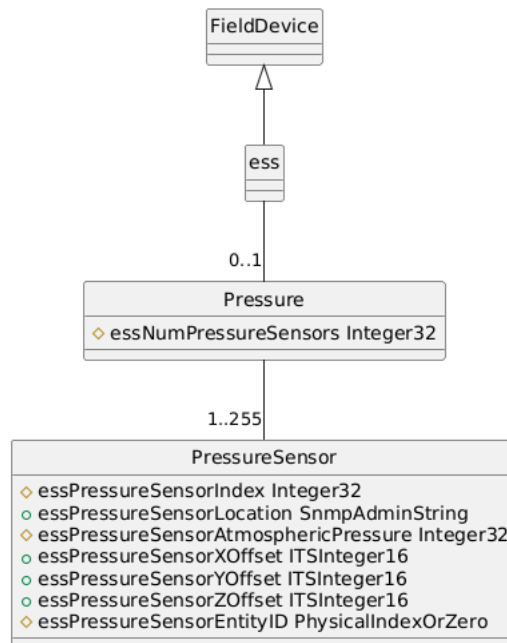 FieldDevice
ess
0..1
Pressure
essNumPressureSensors Integer32
1..255
PressureSensor
essPressureSensorIndex Integer32
essPressureSensorLocation SnmpAdminString
essPressureSensorAtmosphericPressure Integer32
essPressureSensorXOffset ITSInteger16
essPressureSensorYOffset ITSInteger16
essPressureSensorZOffset ITSInteger16
essPressureSensorEntityID PhysicalIndexOrZero